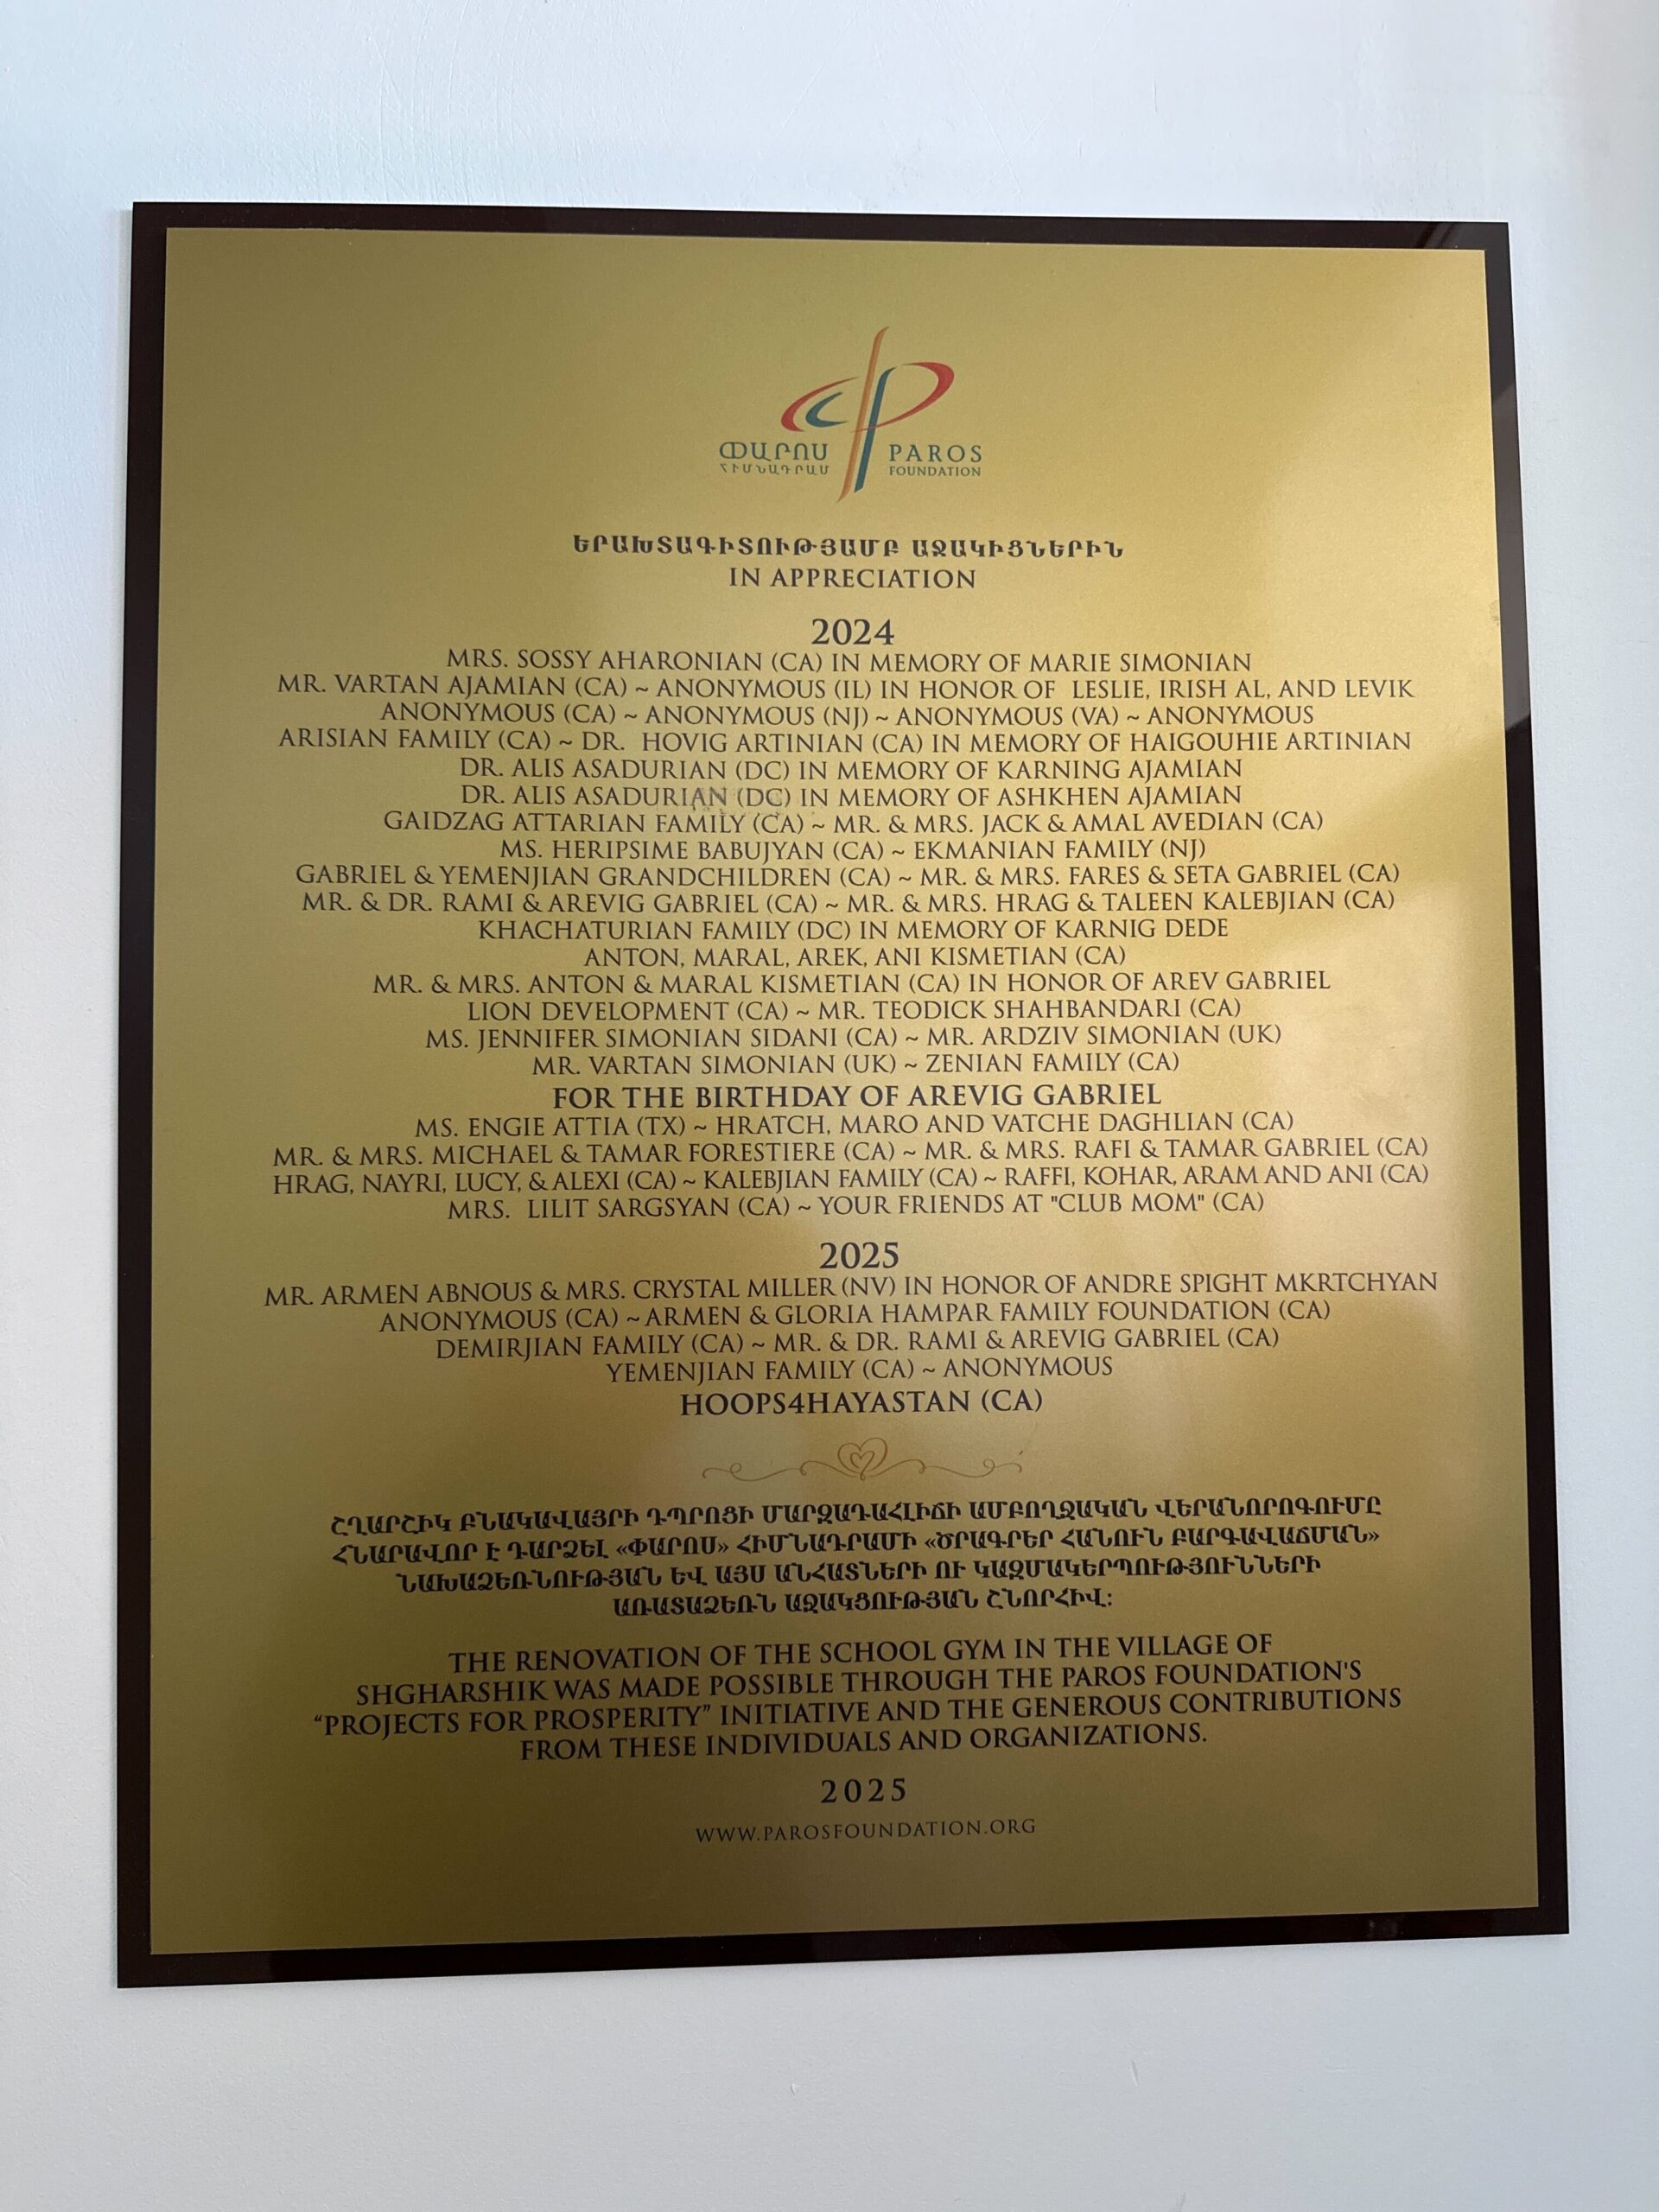 ՓԱՐՈՍ
ՀԻՄՆԱԴՐԱՄ
PAROS
FOUNDATION
ԵՐԱԽՏԱԳԻՏՈՒԹՅԱՄԲ ԱՋԱԿԻՑՆԵՐԻՆ
IN APPRECIATION
2024
MRS. SOSSY AHARONIAN (CA) IN MEMORY OF MARIE SIMONIAN
MR. VARTAN AJAMIAN (CA) ~ ANONYMOUS (IL) IN HONOR OF LESLIE, IRISH AL, AND LEVIK
ANONYMOUS (CA) ~ ANONYMOUS (NJ) ~ ANONYMOUS (VA) ~ ANONYMOUS
ARISIAN FAMILY (CA) ~ DR. HOVIG ARTINIAN (CA) IN MEMORY OF HAIGOUHIE ARTINIAN
DR. ALIS ASADURIAN (DC) IN MEMORY OF KARNING AJAMIAN
DR. ALIS ASADURIAN (DC) IN MEMORY OF ASHKHEN AJAMIAN
GAIDZAG ATTARIAN FAMILY (CA) ~ MR. & MRS. JACK & AMAL AVEDIAN (CA)
MS. HERIPSIME BABUJYAN (CA) ~ EKMANIAN FAMILY (NJ)
GABRIEL & YEMENJIAN GRANDCHILDREN (CA) ~ MR. & MRS. FARES & SETA GABRIEL (CA)
MR. & DR. RAMI & AREVIG GABRIEL (CA) ~ MR. & MRS. HRAG & TALEEN KALEBJIAN (CA)
KHACHATURIAN FAMILY (DC) IN MEMORY OF KARNIG DEDE
ANTON, MARAL, AREK, ANI KISMETIAN (CA)
MR. & MRS. ANTON & MARAL KISMETIAN (CA) IN HONOR OF AREV GABRIEL
LION DEVELOPMENT (CA) ~ MR. TEODICK SHAHBANDARI (CA)
MS. JENNIFER SIMONIAN SIDANI (CA) ~ MR. ARDZIV SIMONIAN (UK)
MR. VARTAN SIMONIAN (UK) ~ ZENIAN FAMILY (CA)
FOR THE BIRTHDAY OF AREVIG GABRIEL
MS. ENGIE ATTIA (TX) ~ HRATCH, MARO AND VATCHE DAGHLIAN (CA)
MR. & MRS. MICHAEL & TAMAR FORESTIERE (CA) ~ MR. & MRS. RAFI & TAMAR GABRIEL (CA)
HRAG, NAYRI, LUCY, & ALEXI (CA) ~ KALEBJIAN FAMILY (CA) ~ RAFFI, KOHAR, ARAM AND ANI (CA)
MRS. LILIT SARGSYAN (CA) ~ YOUR FRIENDS AT "CLUB MOM" (CA)
2025
MR. ARMEN ABNOUS & MRS. CRYSTAL MILLER (NV) IN HONOR OF ANDRE SPIGHT MKRTCHYAN
ANONYMOUS (CA) ~ ARMEN & GLORIA HAMPAR FAMILY FOUNDATION (CA)
DEMIRJIAN FAMILY (CA) ~ MR. & DR. RAMI & AREVIG GABRIEL (CA)
YEMENJIAN FAMILY (CA) ~ ANONYMOUS
HOOPS4HAYASTAN (CA)
ՇՂԱՐՇԻԿ ԲՆԱԿԱՎԱՅՐԻ ԴՊՐՈՑԻ ՄԱՐԶԱԴԱՀԼԻՃԻ ԱՄԲՈՂՋԱԿԱՆ ՎԵՐԱՆՈՐՈԳՈՒՄԸ
ՀՆԱՐԱՎՈՐ Է ԴԱՐՁԵԼ «ՓԱՐՈՍ» ՀԻՄՆԱԴՐԱՄԻ «ԾՐԱԳՐԵՐ ՀԱՆՈՒՆ ԲԱՐԳԱՎԱՃՄԱՆ»
ՆԱԽԱՁԵՌՆՈՒԹՅԱՆ ԵՎ ԱՅՍ ԱՆՀԱՏՆԵՐԻ ՈՒ ԿԱԶՄԱԿԵՐՊՈՒԹՅՈՒՆՆԵՐԻ
ԱՌԱՏԱՁԵՌՆ ԱՋԱԿՑՈՒԹՅԱՆ ՇՆՈՐՀԻՎ:
THE RENOVATION OF THE SCHOOL GYM IN THE VILLAGE OF
SHGHARSHIK WAS MADE POSSIBLE THROUGH THE PAROS FOUNDATION'S
“PROJECTS FOR PROSPERITY” INITIATIVE AND THE GENEROUS CONTRIBUTIONS
FROM THESE INDIVIDUALS AND ORGANIZATIONS.
2025
WWW.PAROSFOUNDATION.ORG